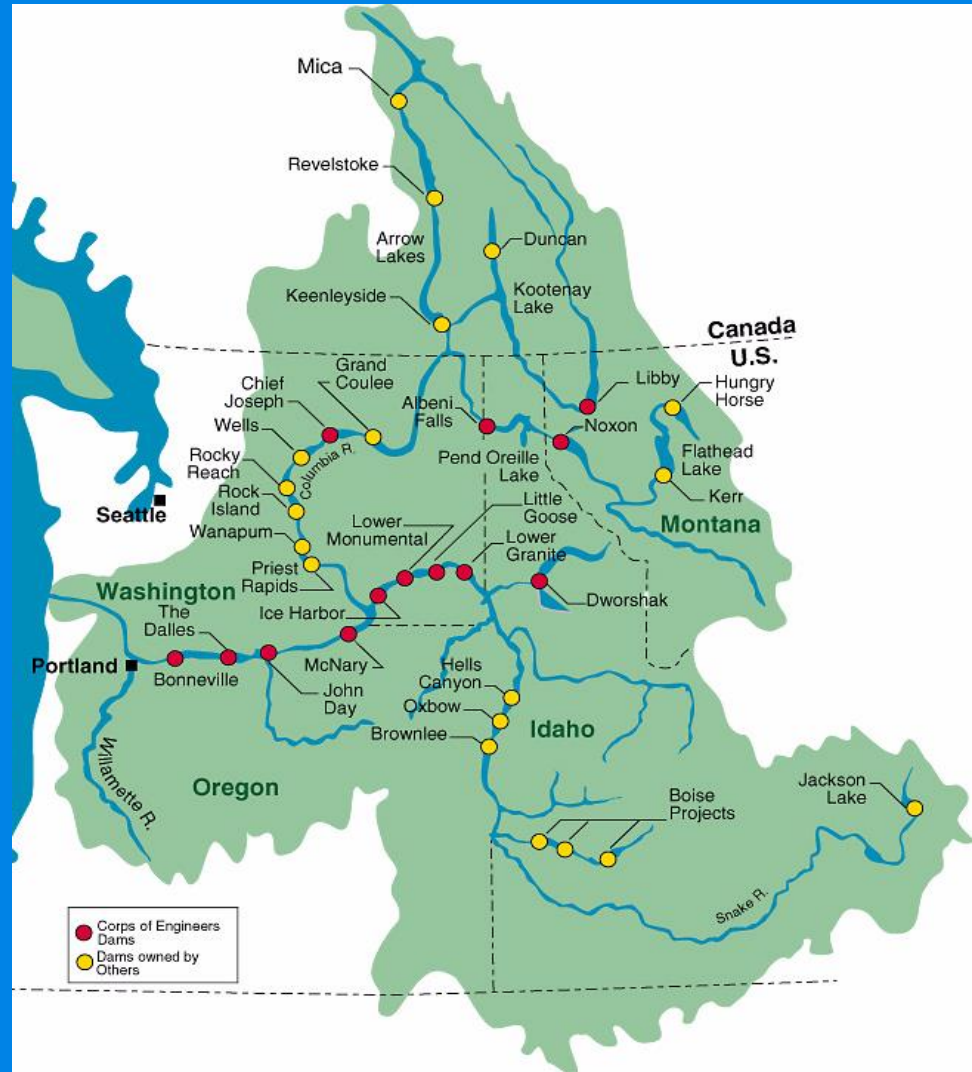 Mica
Revelstoke
Arrow
Lakes
Duncan
Kootenay
Lake
Keenleyside
Canada
U.S.
Grand
Coulee
Chief
Joseph
Wells
Rocky
Reach
Rock
Island
Wanapum
Priest
Rapids
Columbia R.
Albeni
Falls
Libby
Hungry
Horse
Noxon
Pend Oreille
Lake
Flathead
Lake
Kerr
Montana
Seattle
Lower
Monumental
Little
Goose
Lower
Granite
Dworshak
Washington
Ice Harbor
The
Dalles
Portland
Bonneville
McNary
John
Day
Hells
Canyon
Oxbow
Brownlee
Idaho
Willamette R.
Oregon
Boise
Projects
Jackson
Lake
Snake R.
Corps of Engineers
Dams
Dams owned by
Others